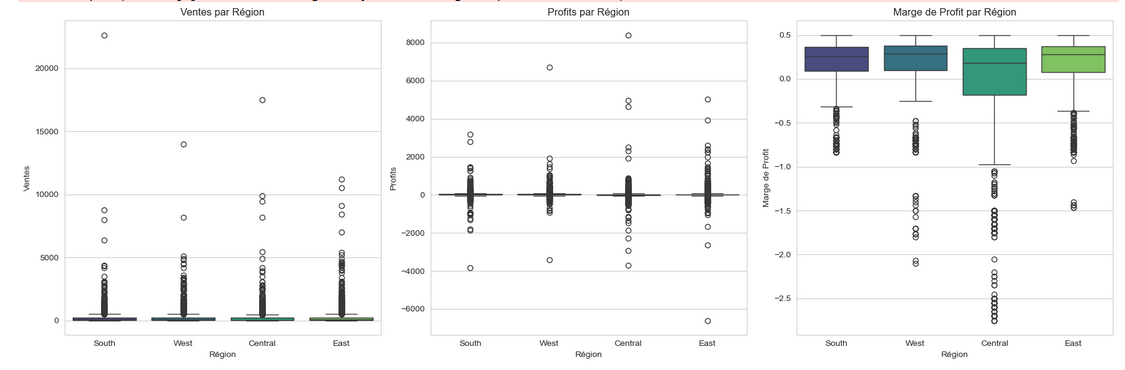 Ventes par Région
Ventes
20000
15000
10000
5000
0
South West Central East
Région
Profits par Région
Profits
8000
6000
4000
2000
0
−2000
−4000
−6000
South West Central East
Région
Marge de Profit par Région
Marge de Profit
0.5
0.0
−0.5
−1.0
−1.5
−2.0
−2.5
South West Central East
Région